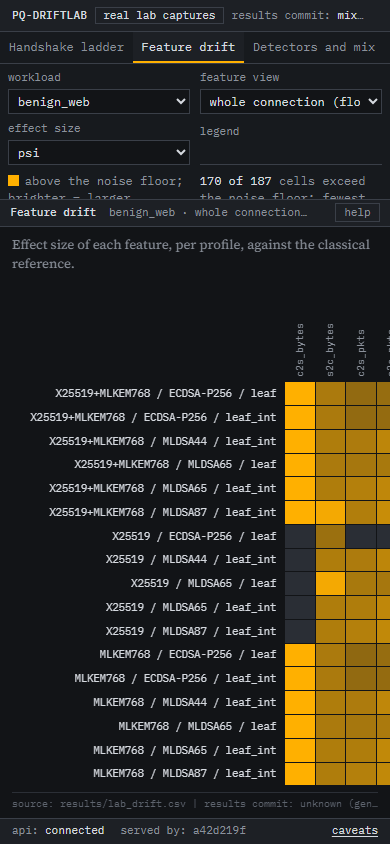 PQ-DRIFTLAB real lab captures results commit: mix…
Handshake ladder Feature drift Detectors and mix
workload feature view
benign_web whole connection (flo
effect size legend
psi
above the noise floor; 170 of 187 cells exceed
brighter = larger the noise floor; fewest
Feature drift benign_web · whole connection… help
Effect size of each feature, per profile, against the classical
reference.
c2s_bytes s2c_bytes c2s_pkts
X25519+MLKEM768 / ECDSA-P256 / leaf
X25519+MLKEM768 / ECDSA-P256 / leaf_int
X25519+MLKEM768 / MLDSA44 / leaf_int
X25519+MLKEM768 / MLDSA65 / leaf
X25519+MLKEM768 / MLDSA65 / leaf_int
X25519+MLKEM768 / MLDSA87 / leaf_int
X25519 / ECDSA-P256 / leaf
X25519 / MLDSA44 / leaf_int
X25519 / MLDSA65 / leaf
X25519 / MLDSA65 / leaf_int
X25519 / MLDSA87 / leaf_int
MLKEM768 / ECDSA-P256 / leaf
MLKEM768 / ECDSA-P256 / leaf_int
MLKEM768 / MLDSA44 / leaf_int
MLKEM768 / MLDSA65 / leaf
MLKEM768 / MLDSA65 / leaf_int
MLKEM768 / MLDSA87 / leaf_int
source: results/lab_drift.csv | results commit: unknown (gen…
api: connected served by: a42d219f caveats